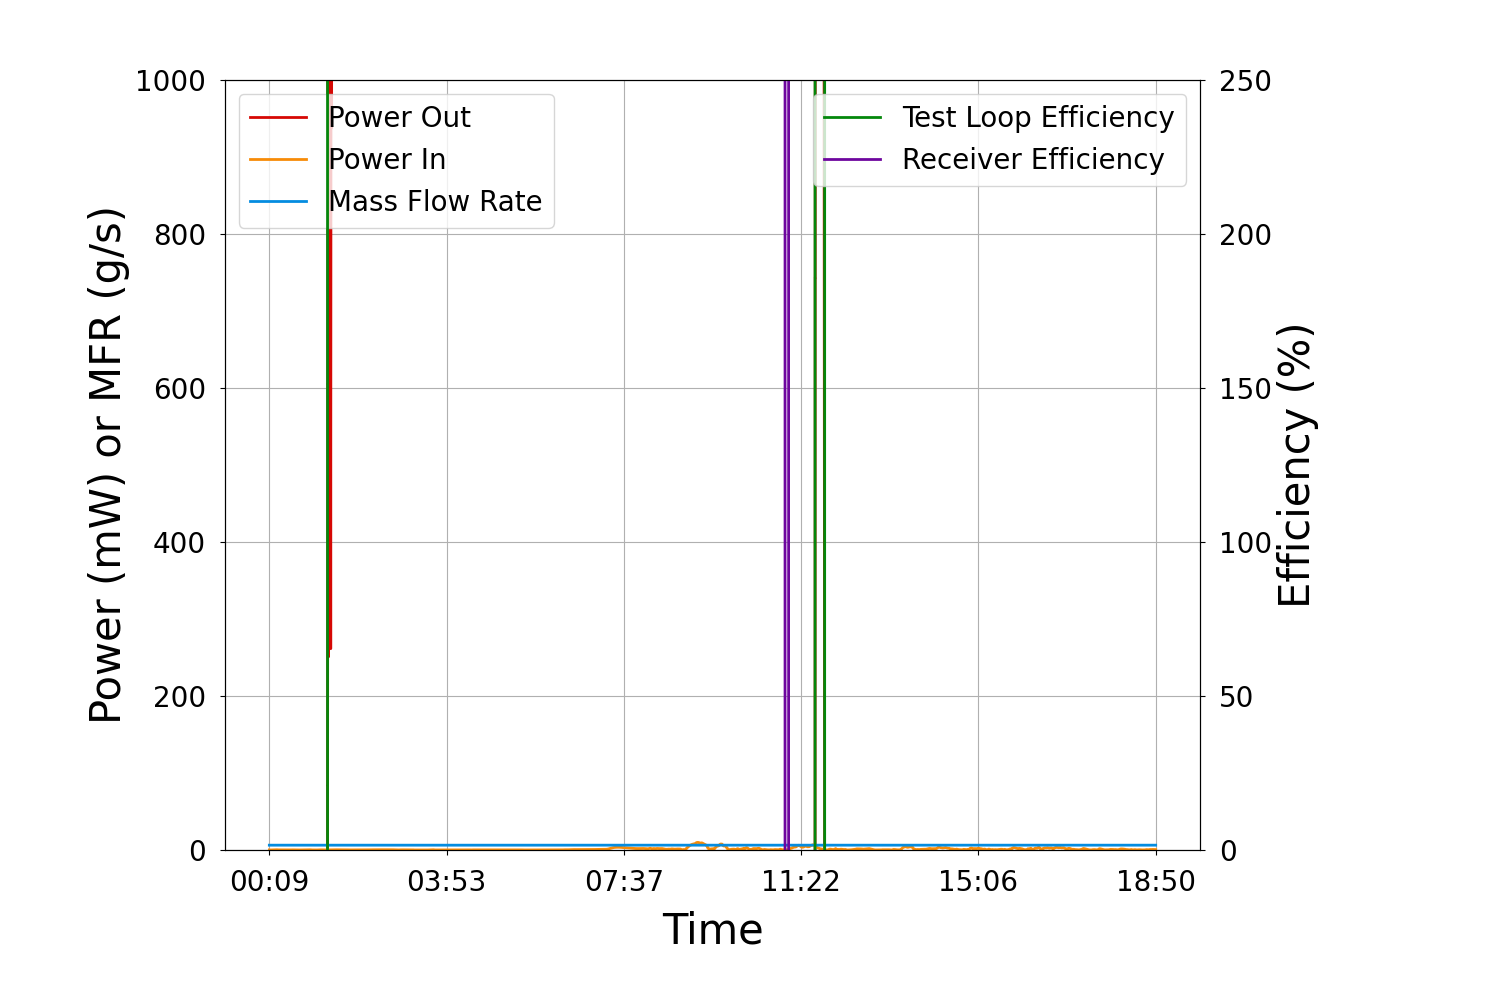 1000
800
600
400
200
0
Power (mW) or MFR (g/s)
Power Out
Power In
Mass Flow Rate
Test Loop Efficiency
Receiver Efficiency
250
200
150
100
50
0
Efficiency (%)
00:09 03:53 07:37 11:22 15:06 18:50
Time